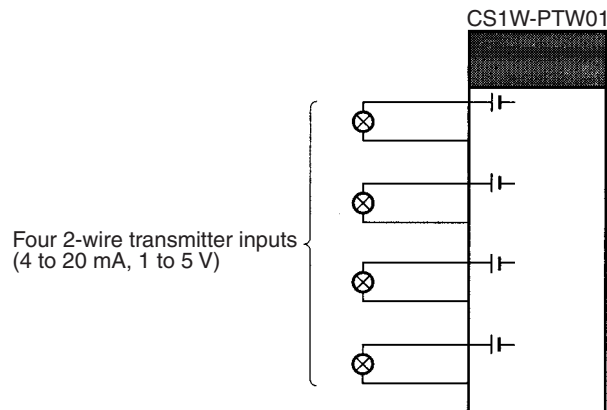 CS1W-PTW01
Four 2-wire transmitter inputs
(4 to 20 mA, 1 to 5 V)